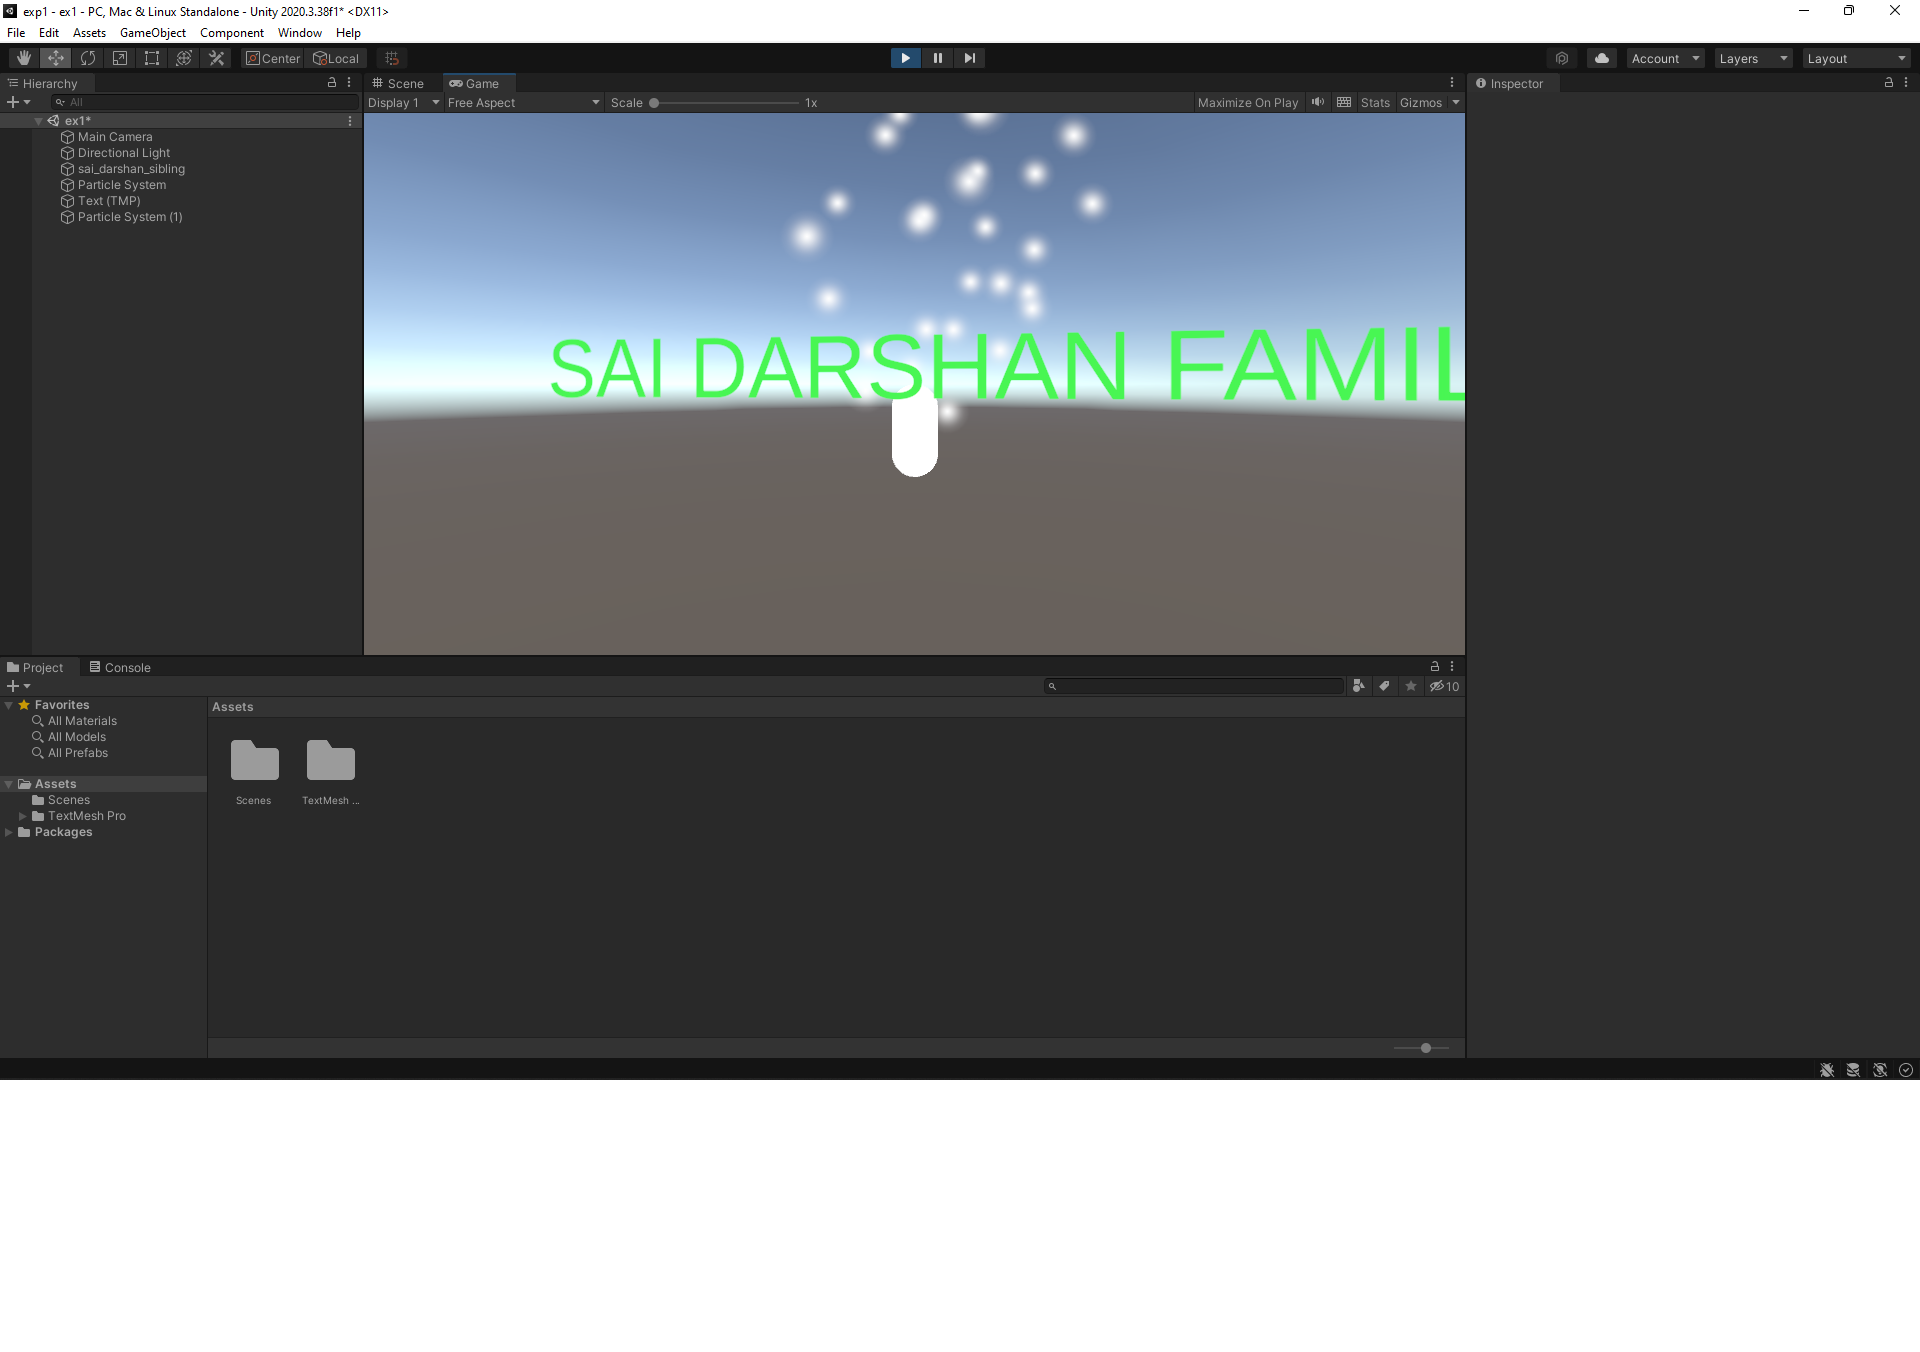 exp1 - ex1 - PC, Mac & Linux Standalone - Unity 2020.3.38f1* <DX11>
File Edit Assets GameObject Component Window Help
Center Local Account Layers Layout
Hierarchy
All
ex1*
Main Camera
Directional Light
sai_darshan_sibling
Particle System
Text (TMP)
Particle System (1)
Scene Game
Display 1 Free Aspect Scale 1x Maximize On Play Stats Gizmos
SAI DARSHAN FAMIL
Inspector
Project Console
10
Favorites
All Materials
All Models
All Prefabs
Assets
Scenes
TextMesh Pro
Packages
Assets
Scenes TextMesh ...